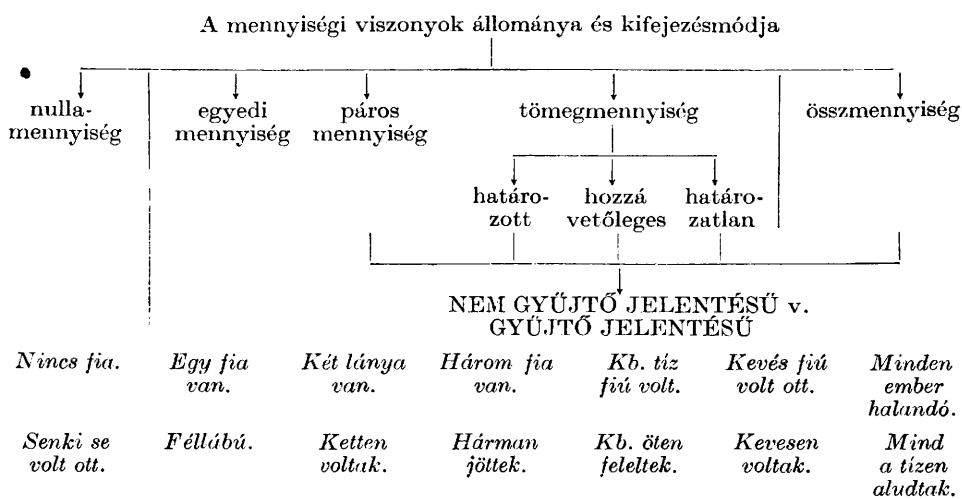 A mennyiségi viszonyok állománya és kifejezésmódja
nulla-
mennyiség
egyedi
mennyiség
páros
mennyiség
tömegmennyiség
összmennyiség
határo-
zott
hozzá
vetőleges
határo-
zatlan
NEM GYŰJTŐ JELENTÉSŰ v.
GYŰJTŐ JELENTÉSŰ
Nincs fia.
Egy fia
van.
Két lánya
van.
Három fia
van.
Kb. tíz
fiú volt.
Kevés fiú
volt ott.
Minden
ember
halandó.
Senki se
volt ott.
Féllábú.
Ketten
voltak.
Hárman
jöttek.
Kb. öten
feleltek.
Kevesen
voltak.
Mind
a tízen
aludtak.